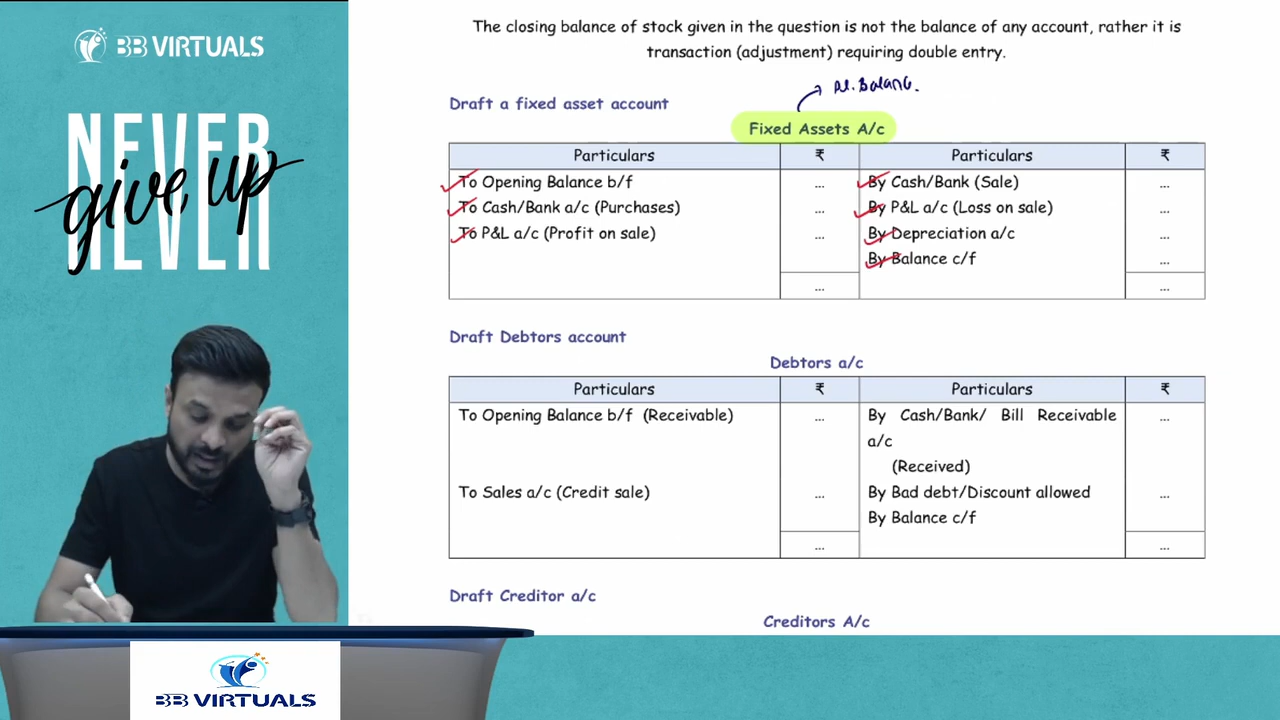 BB VIRTUALS
NEVER
give up
NEVER
The closing balance of stock given in the question is not the balance of any account, rather it is
transaction (adjustment) requiring double entry.
Draft a fixed asset account
Balanc.
Fixed Assets A/c
Particulars ₹ Particulars ₹
To Opening Balance b/f ... By Cash/Bank (Sale) ...
To Cash/Bank a/c (Purchases) ... By P&L a/c (Loss on sale) ...
To P&L a/c (Profit on sale) ... By Depreciation a/c ...
By Balance c/f ...
... ...
Draft Debtors account
Debtors a/c
Particulars ₹ Particulars ₹
To Opening Balance b/f (Receivable) ... By Cash/Bank/ Bill Receivable ...
a/c
(Received)
To Sales a/c (Credit sale) ... By Bad debt/Discount allowed ...
By Balance c/f
... ...
Draft Creditor a/c
Creditors A/c
BB VIRTUALS